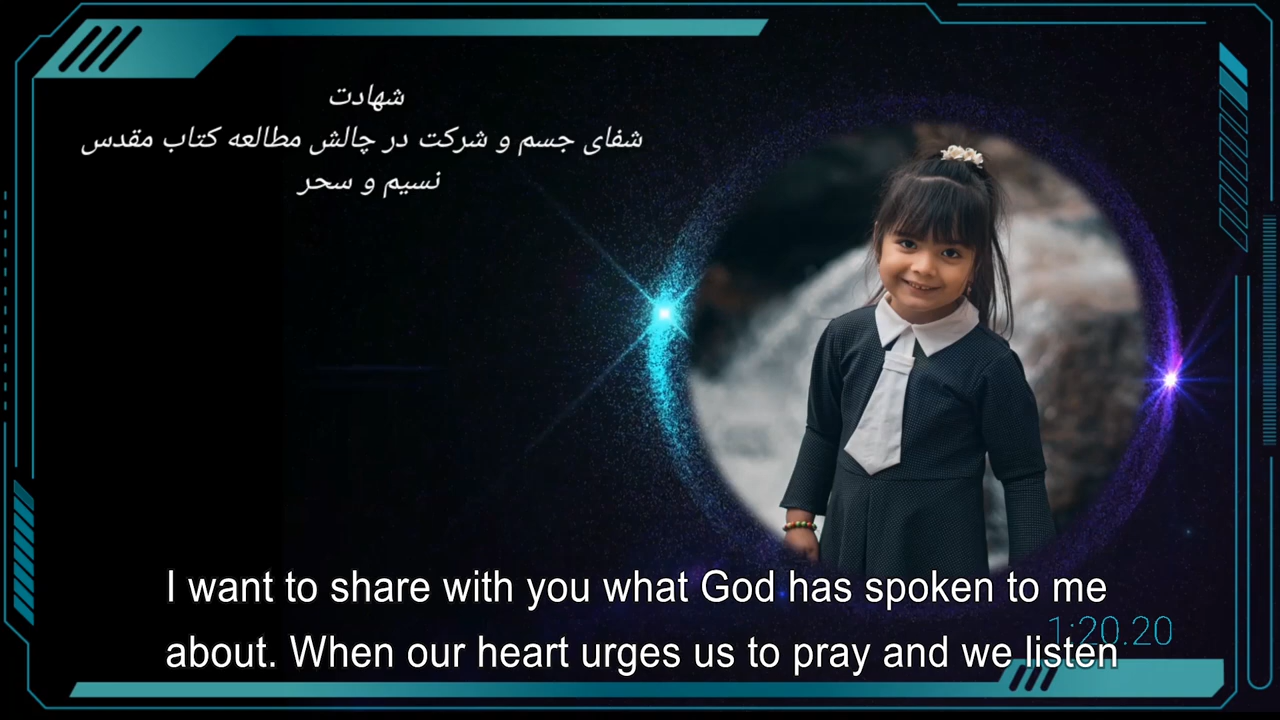 شهادت
شفای جسم و شرکت در چالش مطالعه کتاب مقدس
نسیم و سحر
I want to share with you what God has spoken to me
1:20.20
about. When our heart urges us to pray and we listen